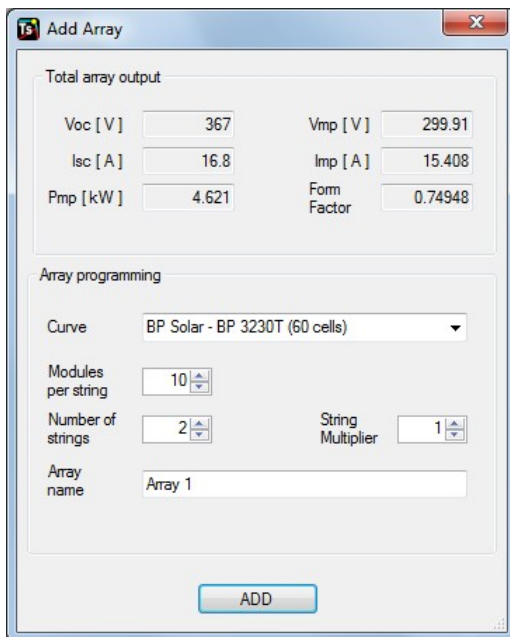 TS Add Array
Total array output
Voc [ V ] 367 Vmp [ V ] 299.91
Isc [ A ] 16.8 Imp [ A ] 15.408
Pmp [ kW ] 4.621 Form Factor 0.74948
Array programming
Curve BP Solar - BP 3230T (60 cells)
Modules per string 10
Number of strings 2 String Multiplier 1
Array name Array 1
ADD